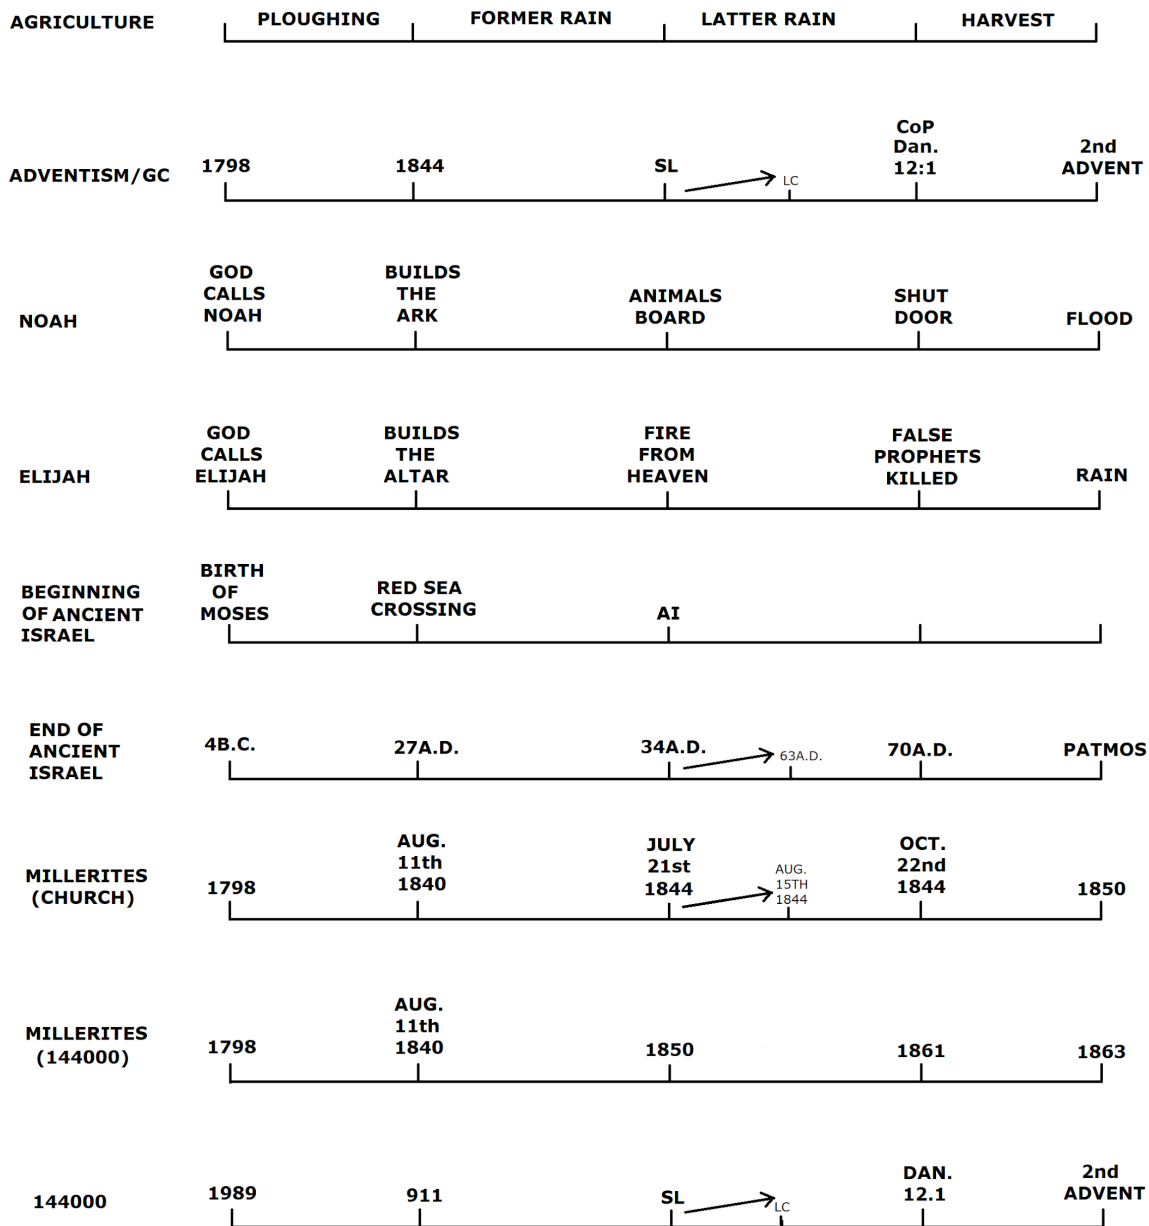 AGRICULTURE
PLOUGHING
FORMER RAIN
LATTER RAIN
HARVEST
ADVENTISM/GC
1798
1844
SL
LC
CoP
Dan.
12:1
2nd
ADVENT
NOAH
GOD
CALLS
NOAH
BUILDS
THE
ARK
ANIMALS
BOARD
SHUT
DOOR
FLOOD
ELIJAH
GOD
CALLS
ELIJAH
BUILDS
THE
ALTAR
FIRE
FROM
HEAVEN
FALSE
PROPHETS
KILLED
RAIN
BEGINNING
OF ANCIENT
ISRAEL
BIRTH
OF
MOSES
RED SEA
CROSSING
AI
END OF
ANCIENT
ISRAEL
4B.C.
27A.D.
34A.D.
63A.D.
70A.D.
PATMOS
MILLERITES
(CHURCH)
1798
AUG.
11th
1840
JULY
21st
1844
AUG.
15TH
1844
OCT.
22nd
1844
1850
MILLERITES
(144000)
1798
AUG.
11th
1840
1850
1861
1863
144000
1989
911
SL
LC
DAN.
12.1
2nd
ADVENT